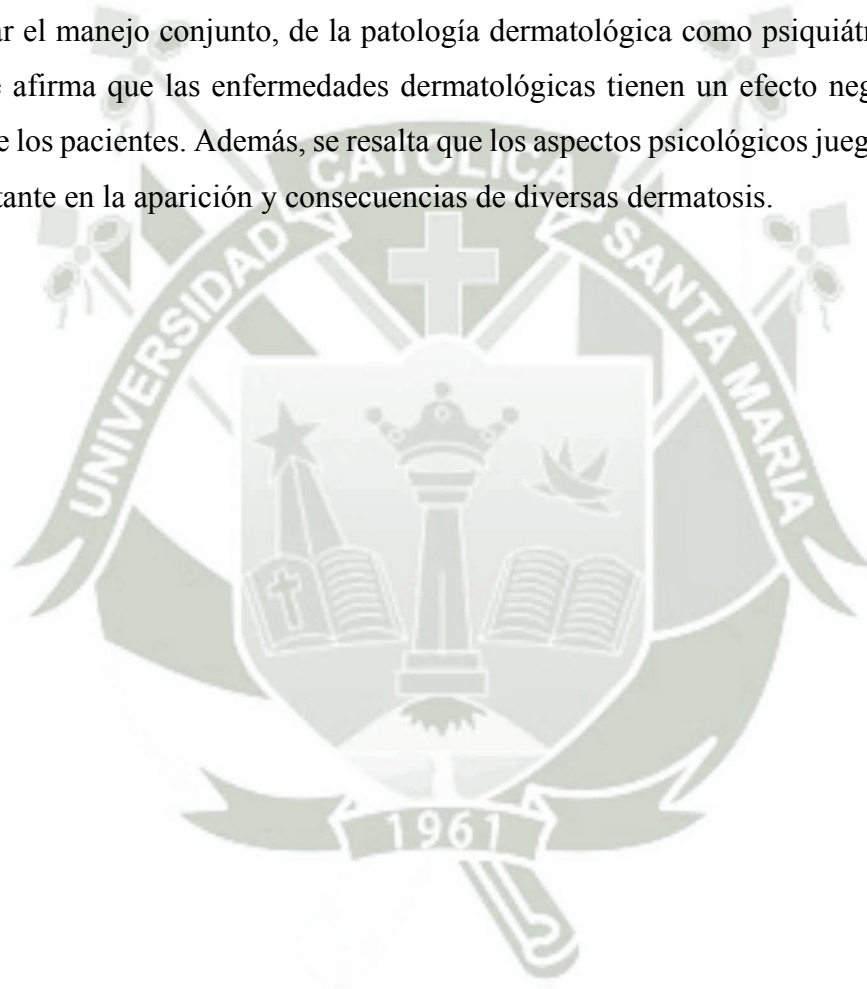 ar el manejo conjunto, de la patología dermatológica como psiquiátr
afirma que las enfermedades dermatológicas tienen un efecto neg
e los pacientes. Además, se resalta que los aspectos psicológicos jueg
tante en la aparición y consecuencias de diversas dermatosis.
CATOLICA
UNIVERSIDAD
SANTA MARIA
1961